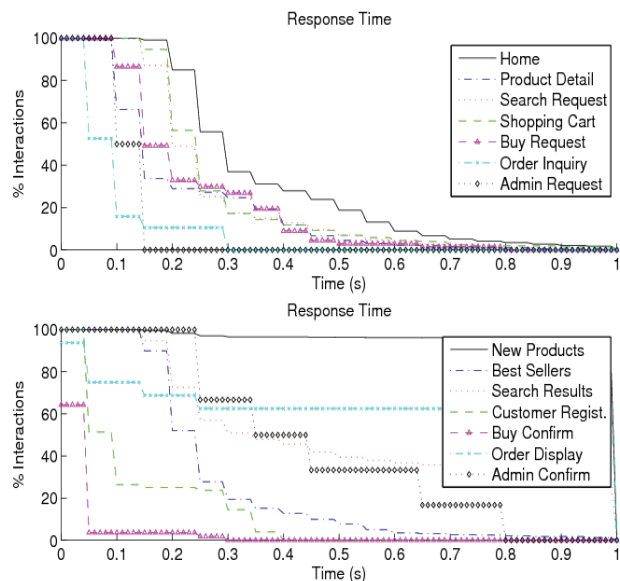 Response Time
100
80
60
40
20
0
% Interactions
Home
Product Detail
Search Request
Shopping Cart
Buy Request
Order Inquiry
Admin Request
0 0.1 0.2 0.3 0.4 0.5 0.6 0.7 0.8 0.9 1
Time (s)
Response Time
100
80
60
40
20
0
% Interactions
New Products
Best Sellers
Search Results
Customer Regist.
Buy Confirm
Order Display
Admin Confirm
0 0.1 0.2 0.3 0.4 0.5 0.6 0.7 0.8 0.9 1
Time (s)